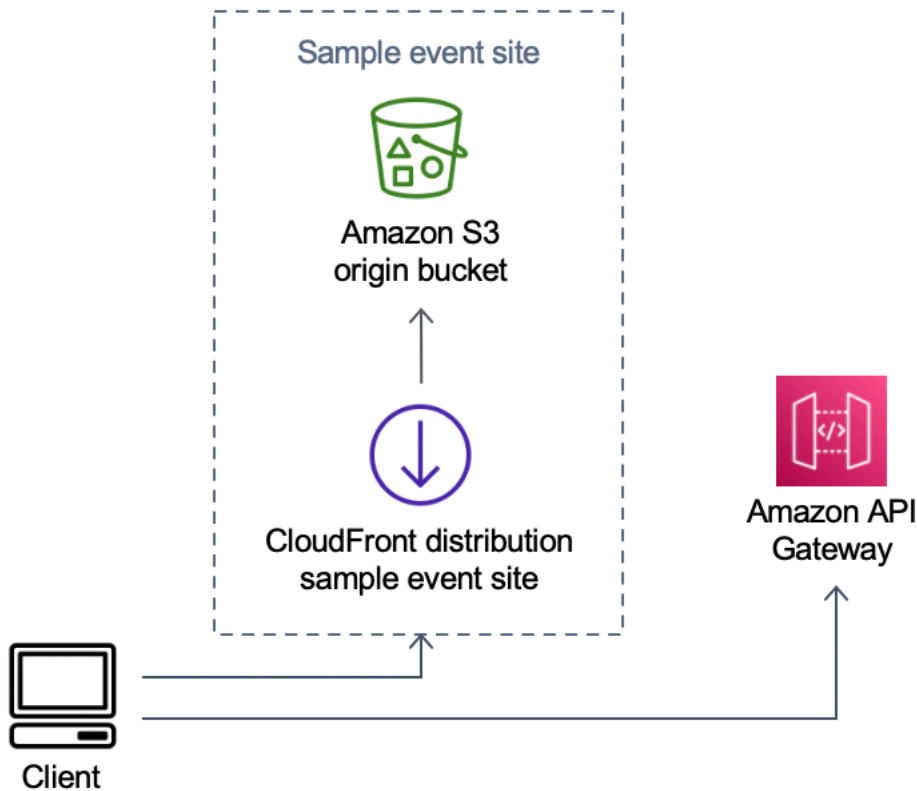 Sample event site
Amazon S3
origin bucket
CloudFront distribution
sample event site
</>
Amazon API
Gateway
Client